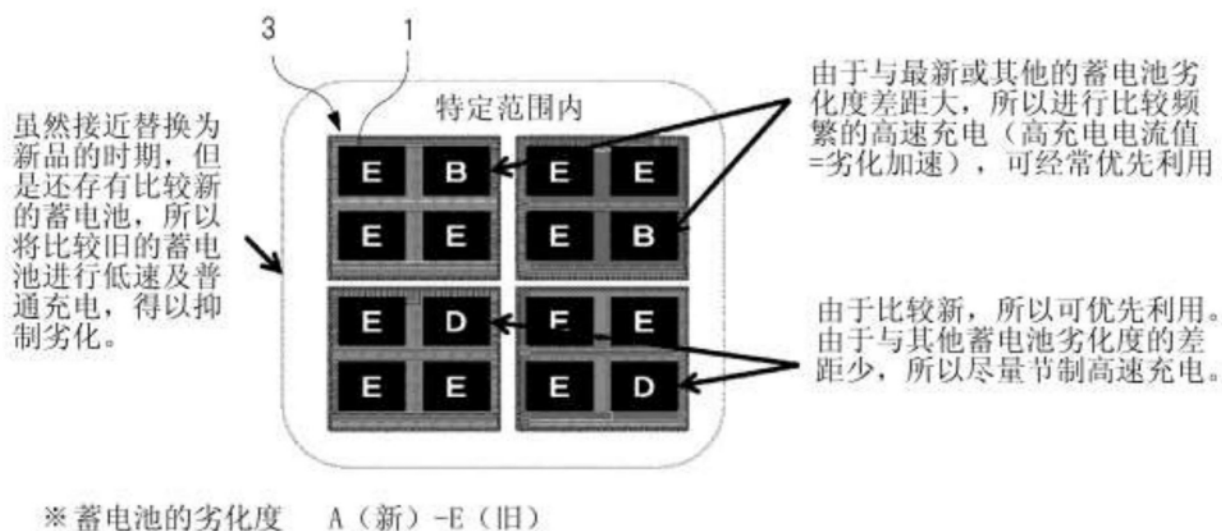 3
1
特定范围内
虽然接近替换为
新品的时期，但
是还存有比较新
的蓄电池，所以
将比较旧的蓄电
池进行低速及普
通充电，得以抑
制劣化。
E B E E
E E E B
E D E E
E E E D
由于与最新或其他的蓄电池劣
化度差距大，所以进行比较频
繁的高速充电（高充电电流值
=劣化加速），可经常优先利用
由于比较新，所以可优先利用。
由于与其他蓄电池劣化度的差
距少，所以尽量节制高速充电。
※蓄电池的劣化度 A（新）-E（旧）